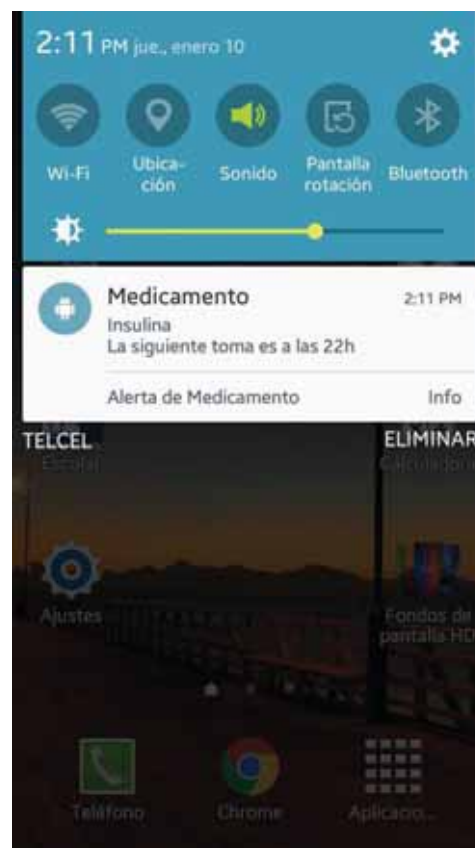 2:11 PM jue., enero 10
Wi-Fi
Ubica-
ción
Sonido
Pantalla
rotación
Bluetooth
Medicamento 2:11 PM
Insulina
La siguiente toma es a las 22h
Alerta de Medicamento Info
TELCEL ELIMINAR
Escolar Calculadora
Ajustes
Fondos de
pantalla HD
Teléfono Chrome Aplicacio...